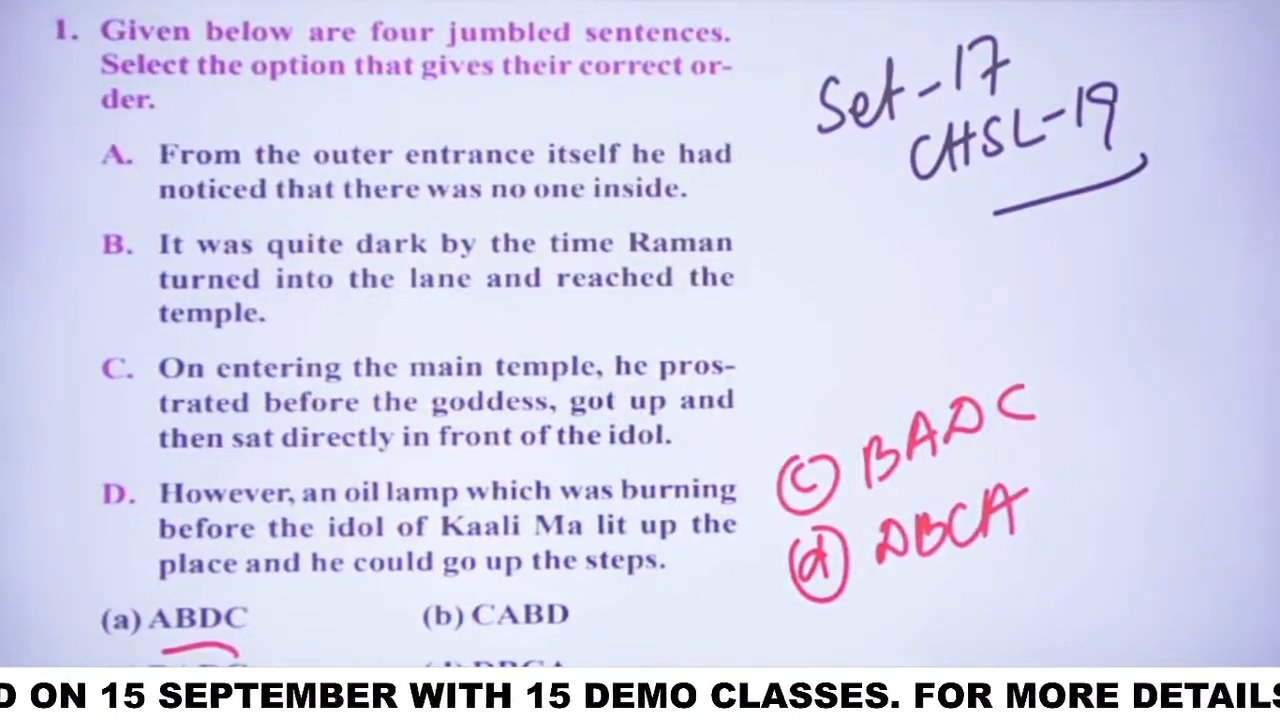 1. Given below are four jumbled sentences.
Select the option that gives their correct or-
der.
A. From the outer entrance itself he had
noticed that there was no one inside.
B. It was quite dark by the time Raman
turned into the lane and reached the
temple.
C. On entering the main temple, he pros-
trated before the goddess, got up and
then sat directly in front of the idol.
D. However, an oil lamp which was burning
before the idol of Kaali Ma lit up the
place and he could go up the steps.
(a) ABDC (b) CABD
Set-17
CHSL-19
(c) BADC
(d) DBCA
D ON 15 SEPTEMBER WITH 15 DEMO CLASSES. FOR MORE DETAILS